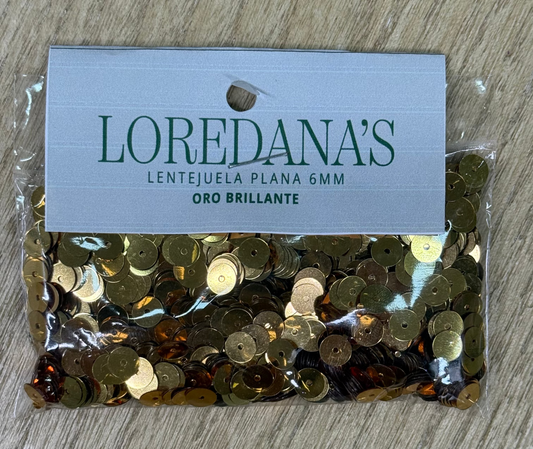 LOREDANA'S
LENTEJUELA PLANA 6MM
ORO BRILLANTE